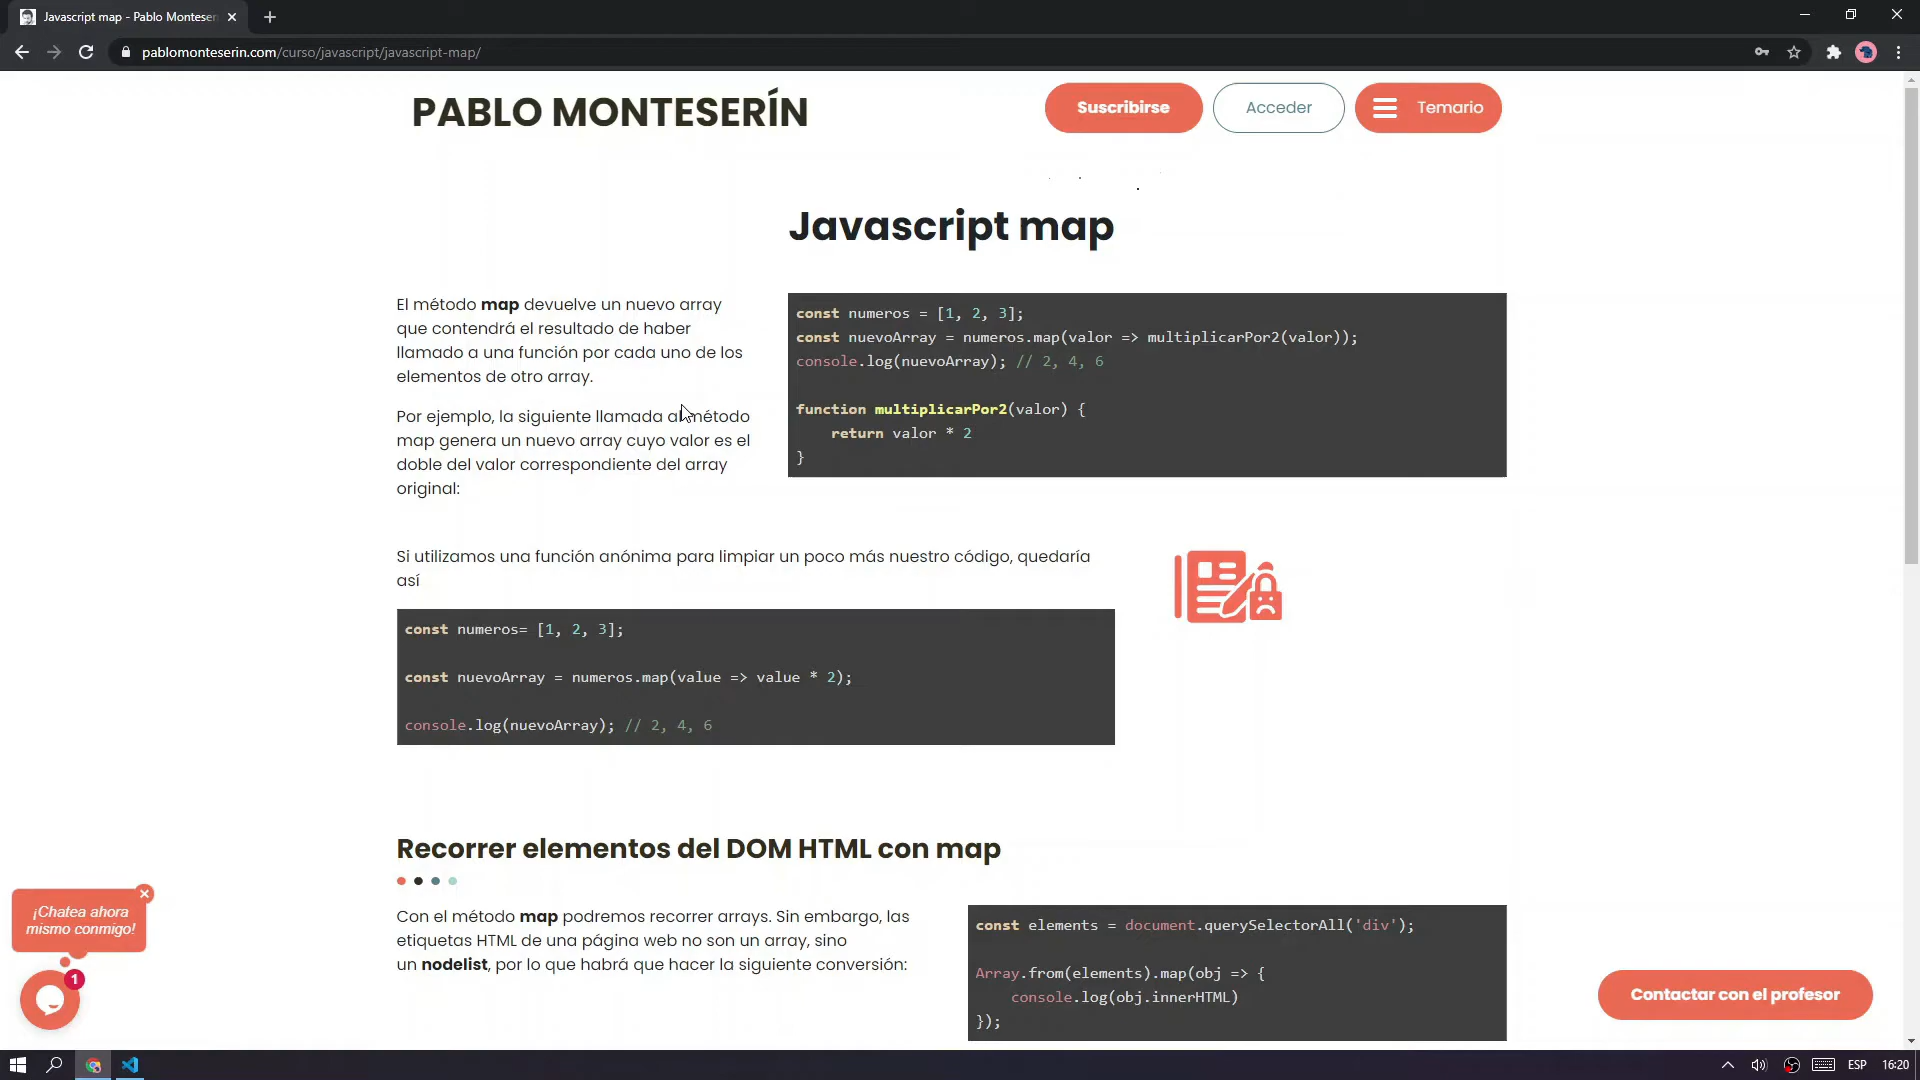 Javascript map - Pablo Monteserí
pablomonteserin.com/curso/javascript/javascript-map/
PABLO MONTESERÍN
Suscribirse
Acceder
Temario
Javascript map
El método map devuelve un nuevo array
que contendrá el resultado de haber
llamado a una función por cada uno de los
elementos de otro array.
Por ejemplo, la siguiente llamada al método
map genera un nuevo array cuyo valor es el
doble del valor correspondiente del array
original:
const numeros = [1, 2, 3];
const nuevoArray = numeros.map(valor => multiplicarPor2(valor));
console.log(nuevoArray); // 2, 4, 6
function multiplicarPor2(valor) {
return valor * 2
}
Si utilizamos una función anónima para limpiar un poco más nuestro código, quedaría
así
const numeros= [1, 2, 3];
const nuevoArray = numeros.map(value => value * 2);
console.log(nuevoArray); // 2, 4, 6
Recorrer elementos del DOM HTML con map
Con el método map podremos recorrer arrays. Sin embargo, las
etiquetas HTML de una página web no son un array, sino
un nodelist, por lo que habrá que hacer la siguiente conversión:
const elements = document.querySelectorAll('div');
Array.from(elements).map(obj => {
console.log(obj.innerHTML)
});
¡Chatea ahora
mismo conmigo!
1
Contactar con el profesor
ESP
16:20